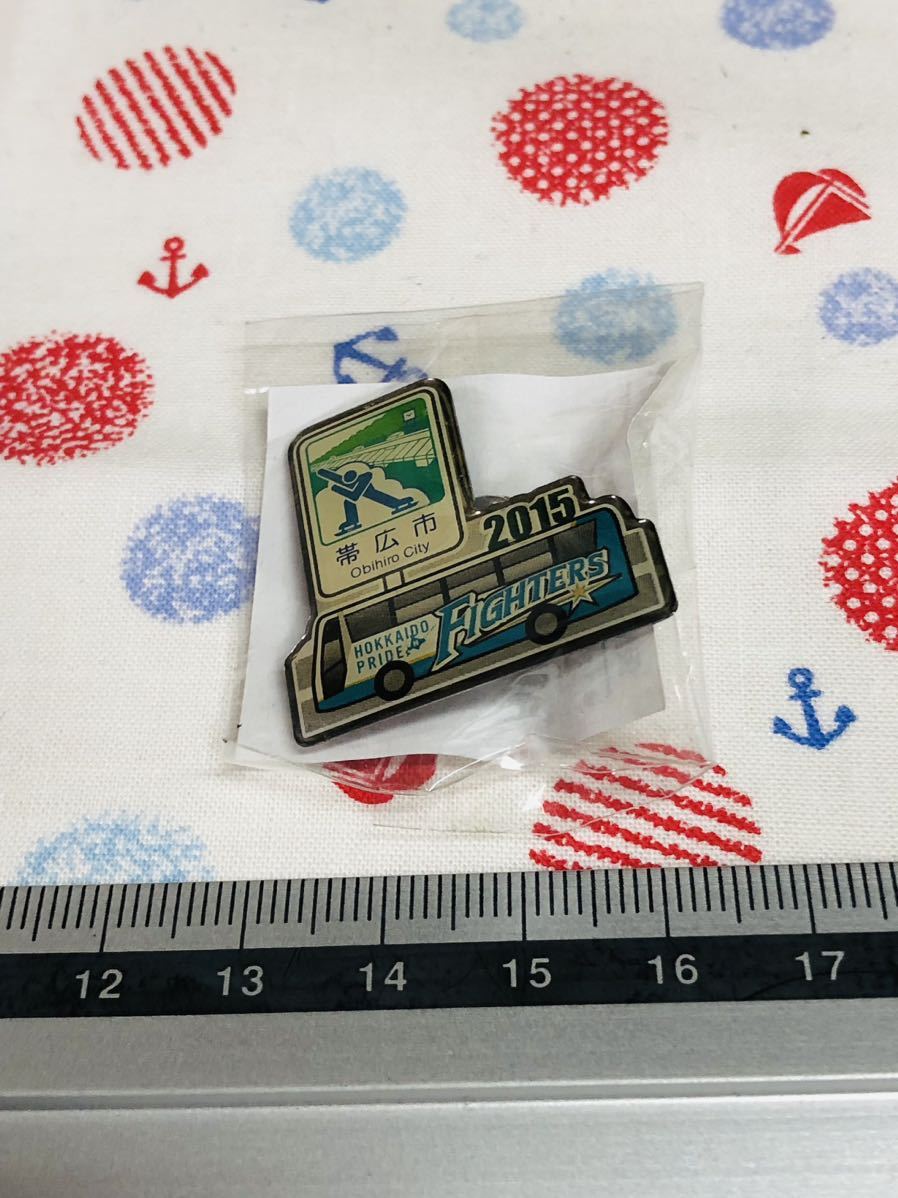 帯広市
Obihiro City
2015
HOKKAIDO
PRIDE
FIGHTERS
12 13 14 15 16 17